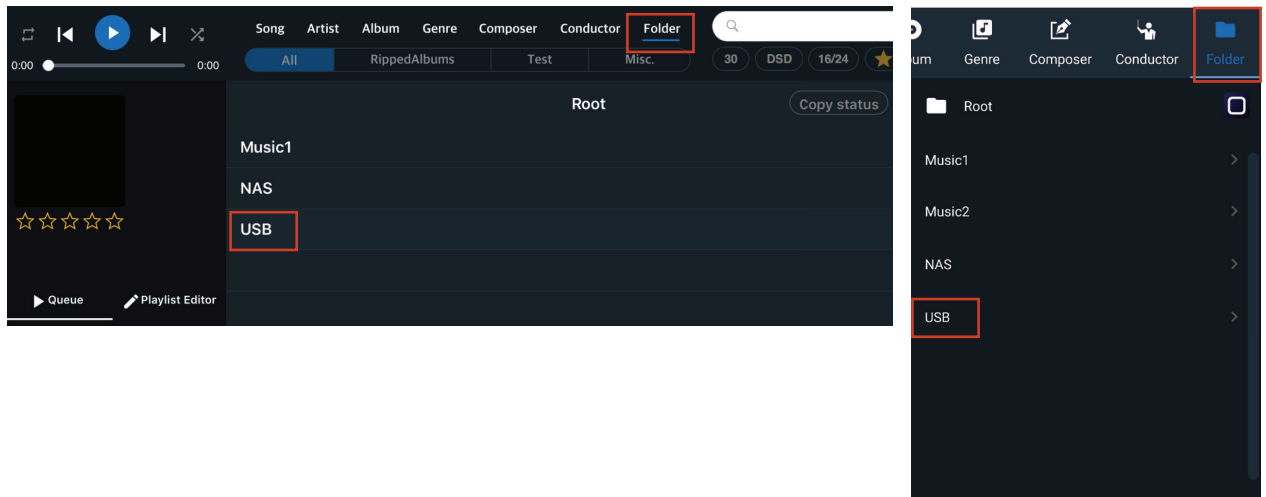 Song Artist Album Genre Composer Conductor Folder
0:00 0:00
All RippedAlbums Test Misc. 30 DSD 16/24
Root Copy status
Music1
NAS
USB
Queue Playlist Editor
um Genre Composer Conductor Folder
Root
Music1
Music2
NAS
USB